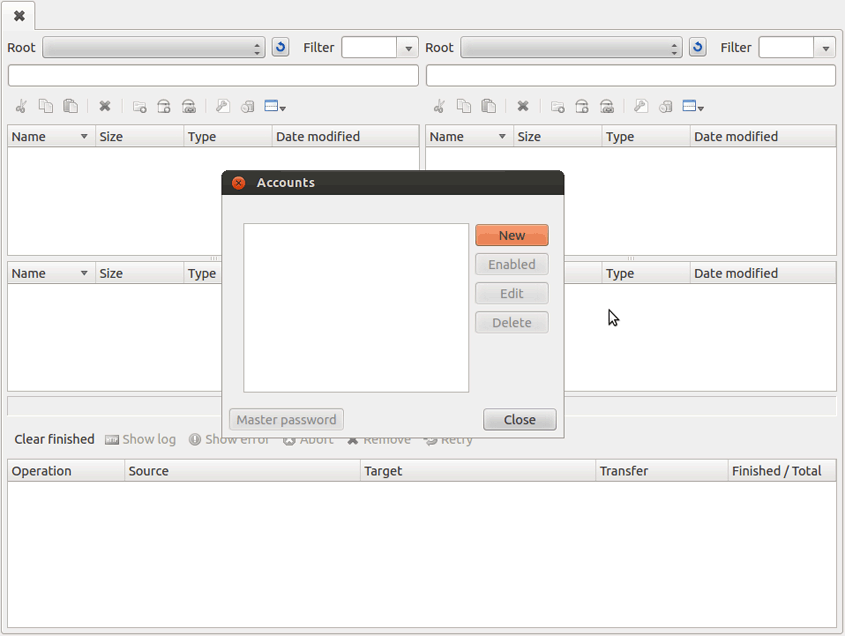 Root Filter Root Filter
Name Size Type Date modified Name Size Type Date modified
Accounts
New
Enabled
Edit
Delete
Master password Close
Name Size Type Type Date modified
Clear finished Show log Show error Abort Remove Retry
Operation Source Target Transfer Finished / Total